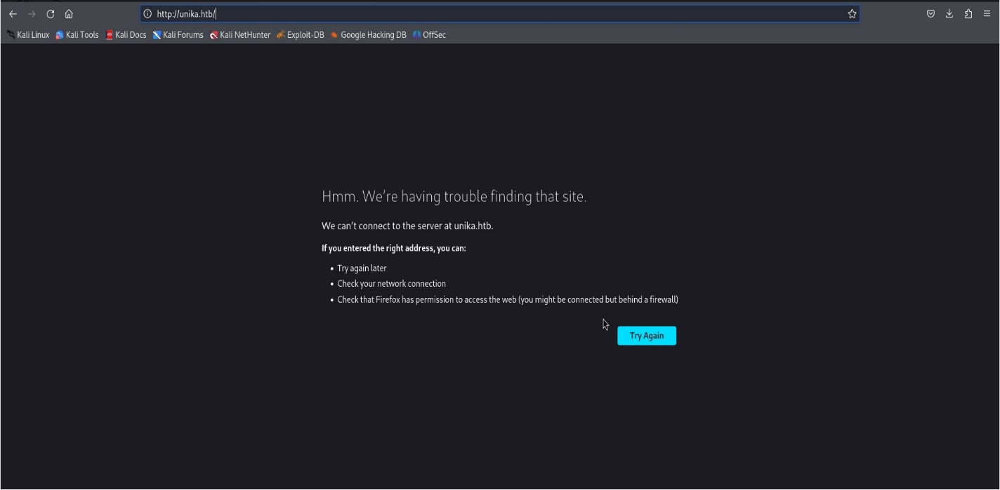 http://unika.htb/
Kali Linux Kali Tools Kali Docs Kali Forums Kali NetHunter Exploit-DB Google Hacking DB OffSec
Hmm. We're having trouble finding that site.
We can't connect to the server at unika.htb.
If you entered the right address, you can:
• Try again later
• Check your network connection
• Check that Firefox has permission to access the web (you might be connected but behind a firewall)
Try Again